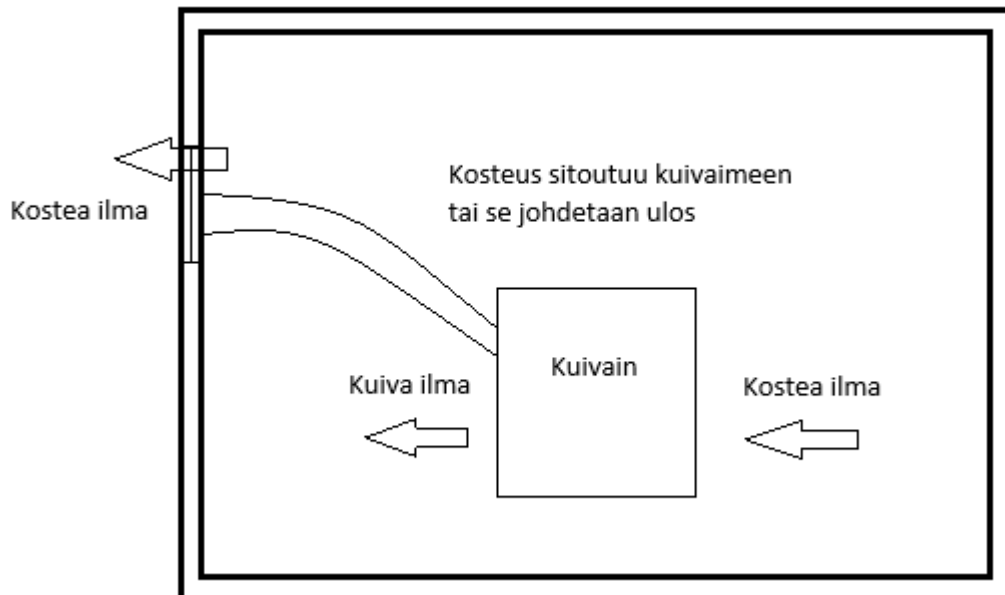 Kostea ilma
Kosteus sitoutuu kuivaimeen
tai se johdetaan ulos
Kuivain
Kuiva ilma
Kostea ilma